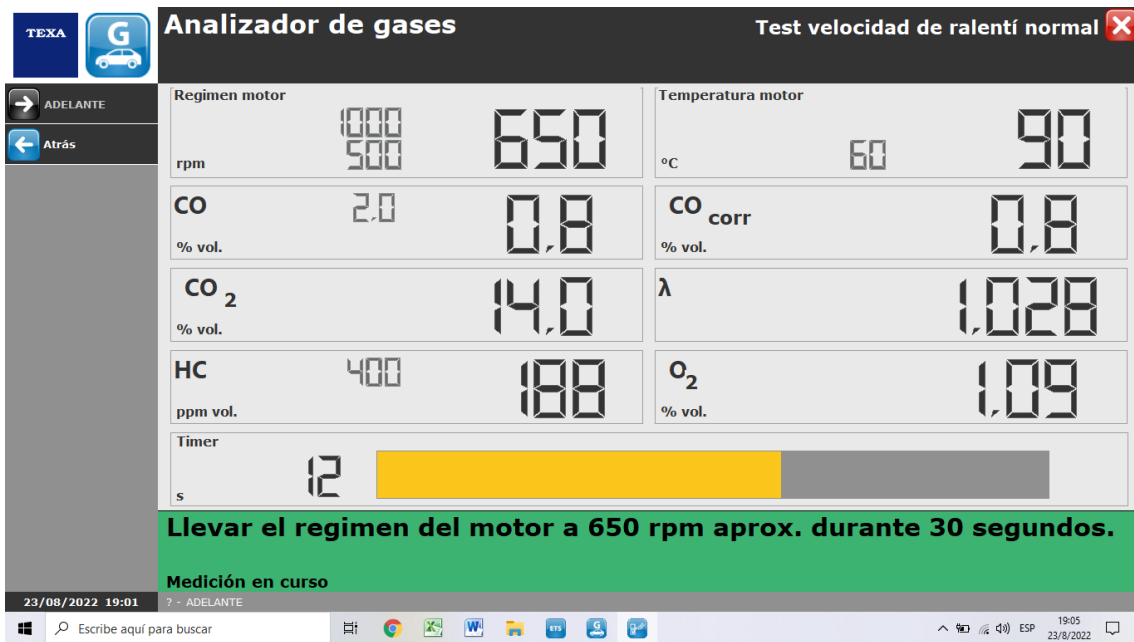 TEXA
G
Analizador de gases
Test velocidad de ralentí normal
ADELANTE
Atrás
Regimen motor
1000
500
650
rpm
Temperatura motor
60
90
°C
CO
2,0
0,8
% vol.
CO corr
0,8
% vol.
CO 2
14,0
% vol.
λ
1,028
HC
400
188
ppm vol.
O2
1,09
% vol.
Timer
12
s
Llevar el regimen del motor a 650 rpm aprox. durante 30 segundos.
Medición en curso
23/08/2022 19:01
? - ADELANTE
Escribe aquí para buscar
ETS
G
ESP
19:05
23/8/2022